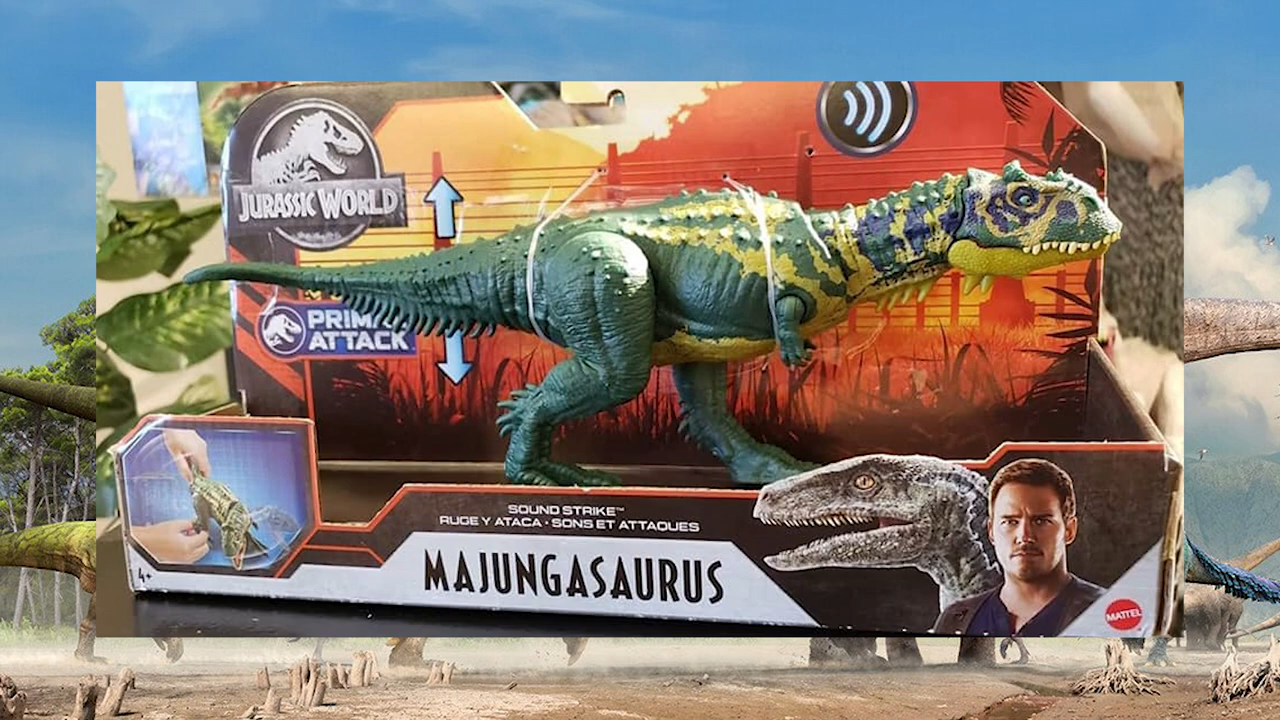 JURASSIC WORLD
PRIMAL
ATTACK
SOUND STRIKE™
RUGE Y ATACA • SONS ET ATTAQUES
MAJUNGASAURUS
4+
MATTEL